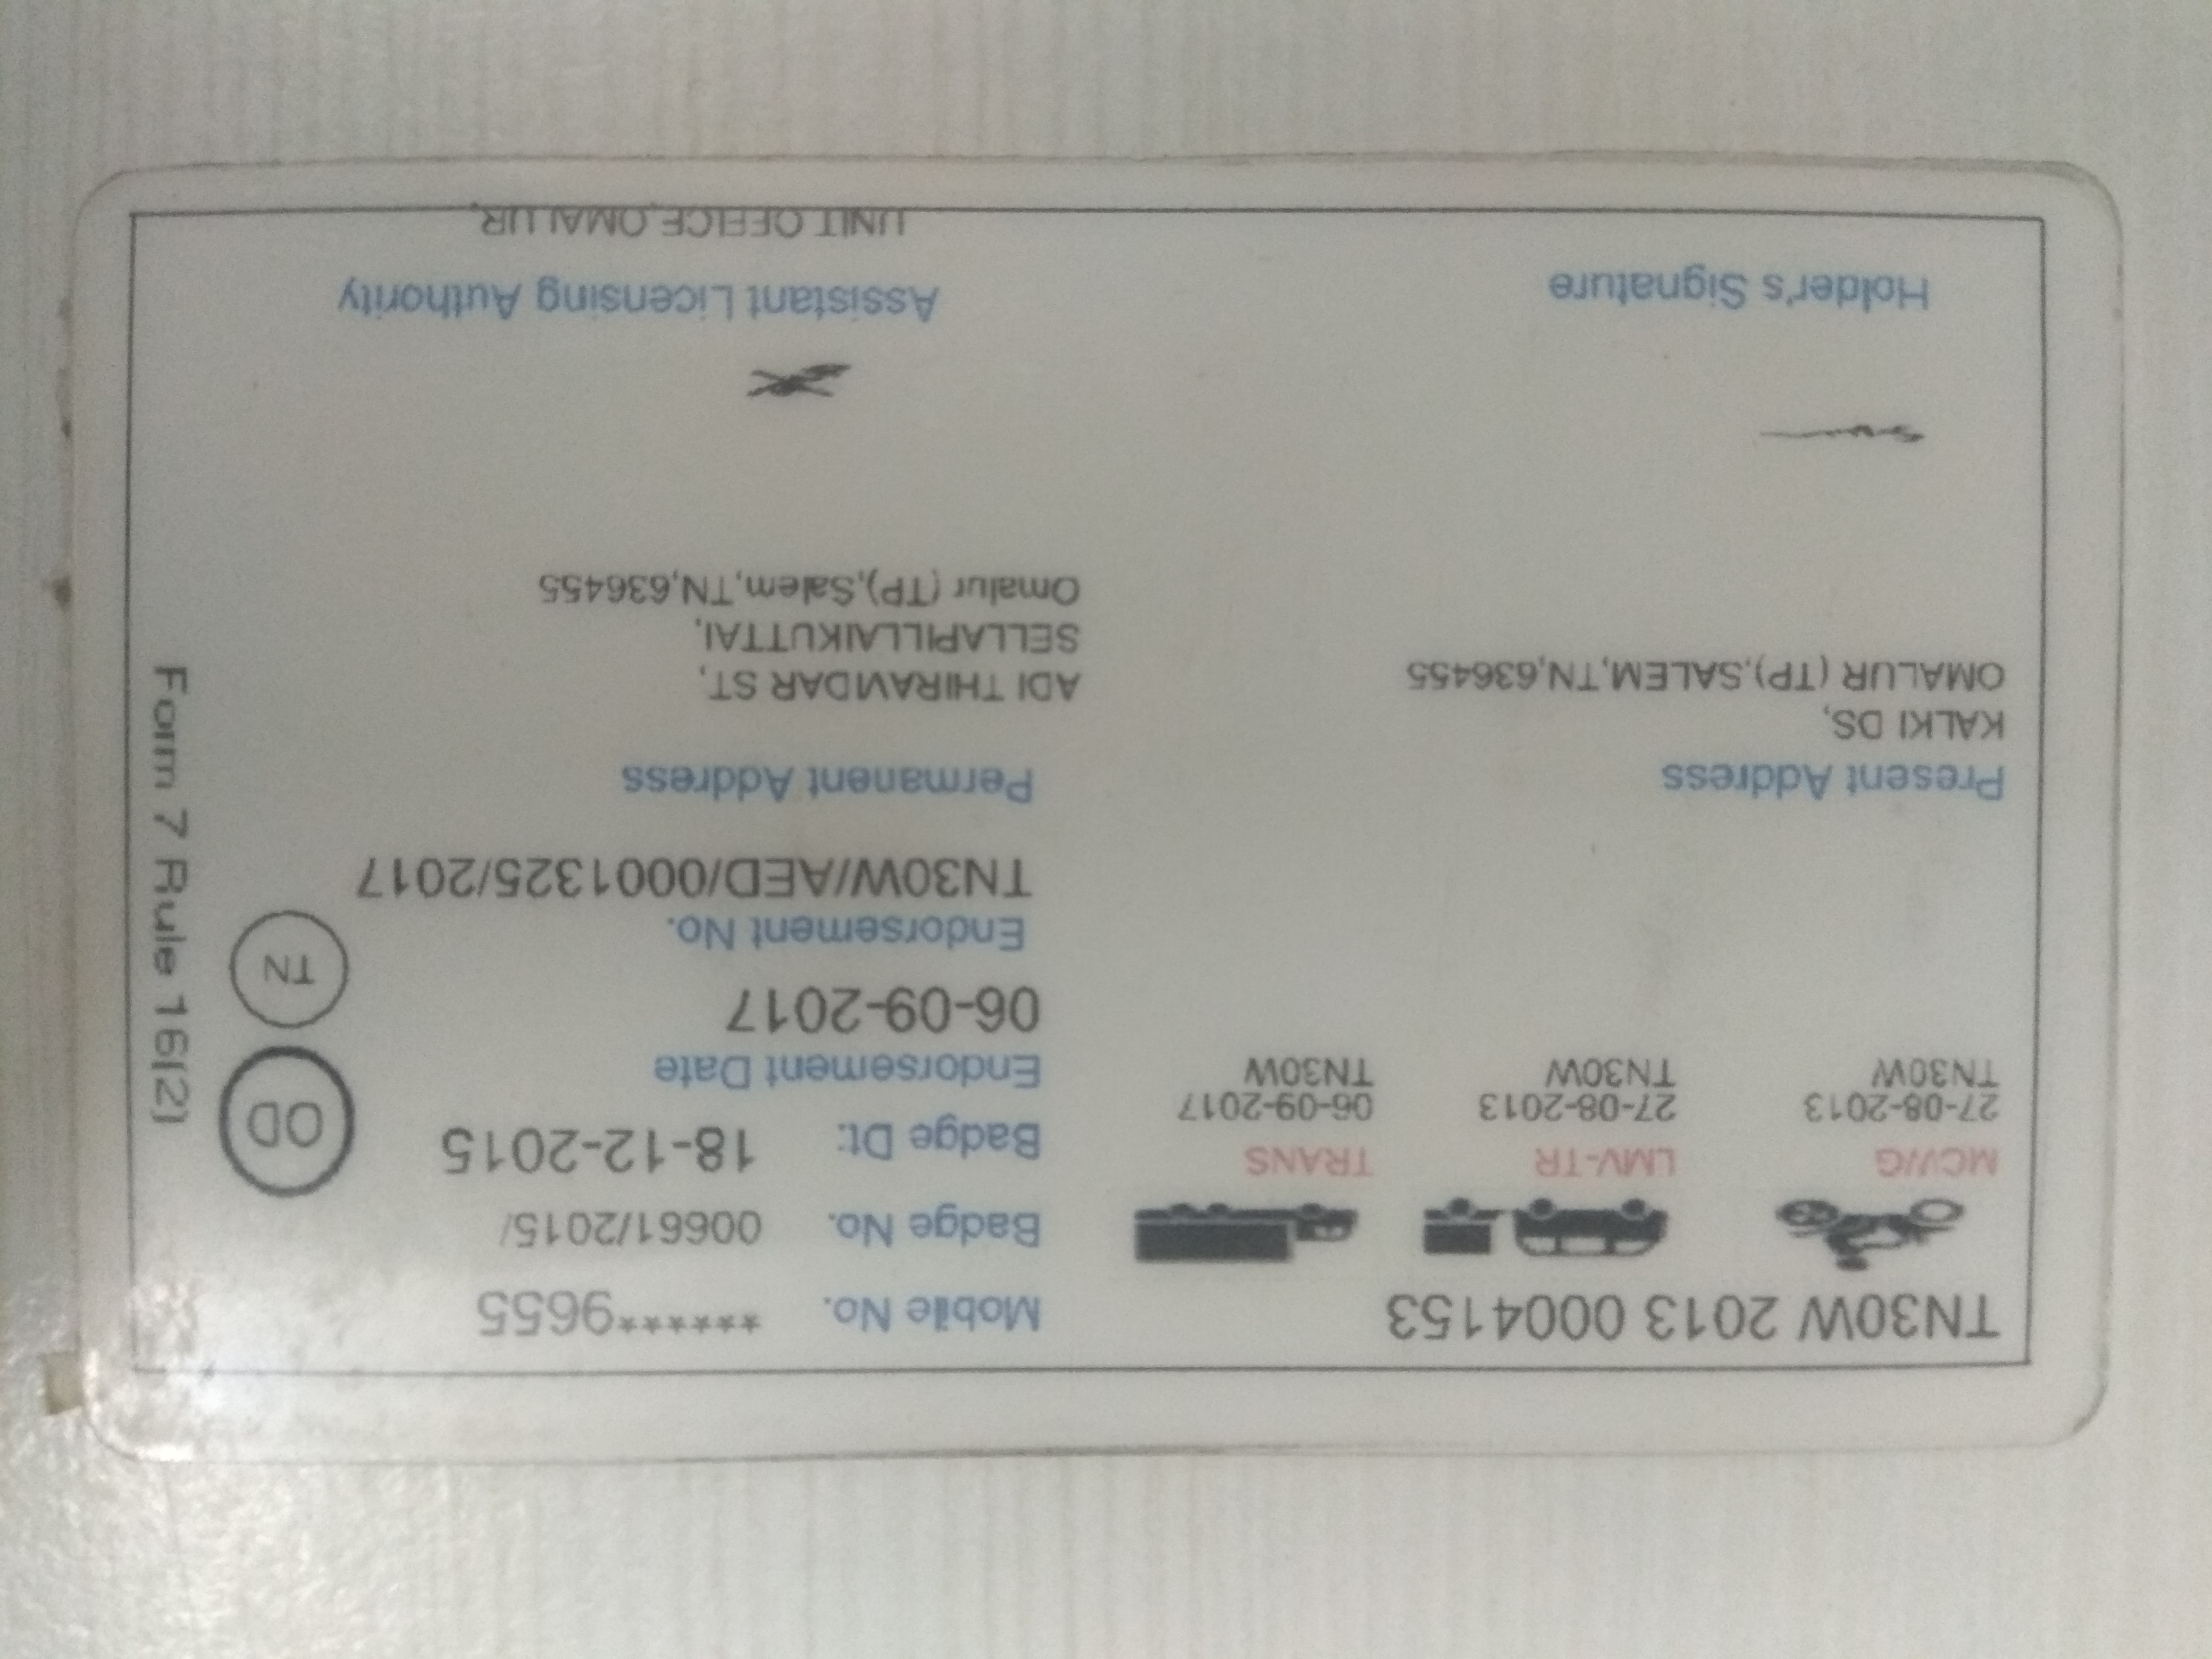 TN30W 2013 0004153
MCWG
27-08-2013
TN30W
LMV-TR
27-08-2013
TN30W
TRANS
06-09-2017
TN30W
Present Address
KALKI DS,
OMALUR (TP),SALEM,TN,636455
Holder's Signature
Mobile No. ******9655
Badge No. 00661/2015/
Badge Dt: 18-12-2015
Endorsement Date
06-09-2017
Endorsement No.
TN30W/AED/0001325/2017
Permanent Address
ADI THIRAVIDAR ST,
SELLAPILLAIKUTTAI,
Omalur (TP),Salem,TN,636455
Assistant Licensing Authority
UNIT OFFICE,OMALUR,
OD
TN
Form 7 Rule 16(2)